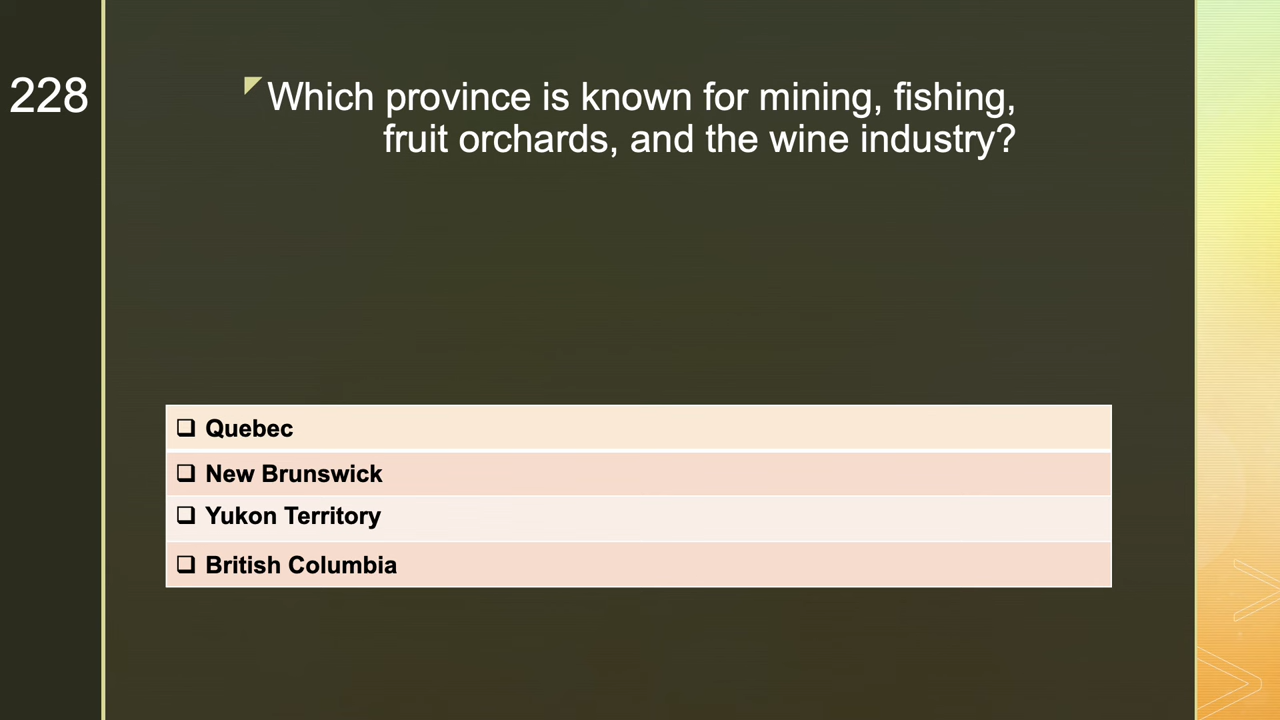 228
Which province is known for mining, fishing,
fruit orchards, and the wine industry?
❑ Quebec
❑ New Brunswick
❑ Yukon Territory
❑ British Columbia